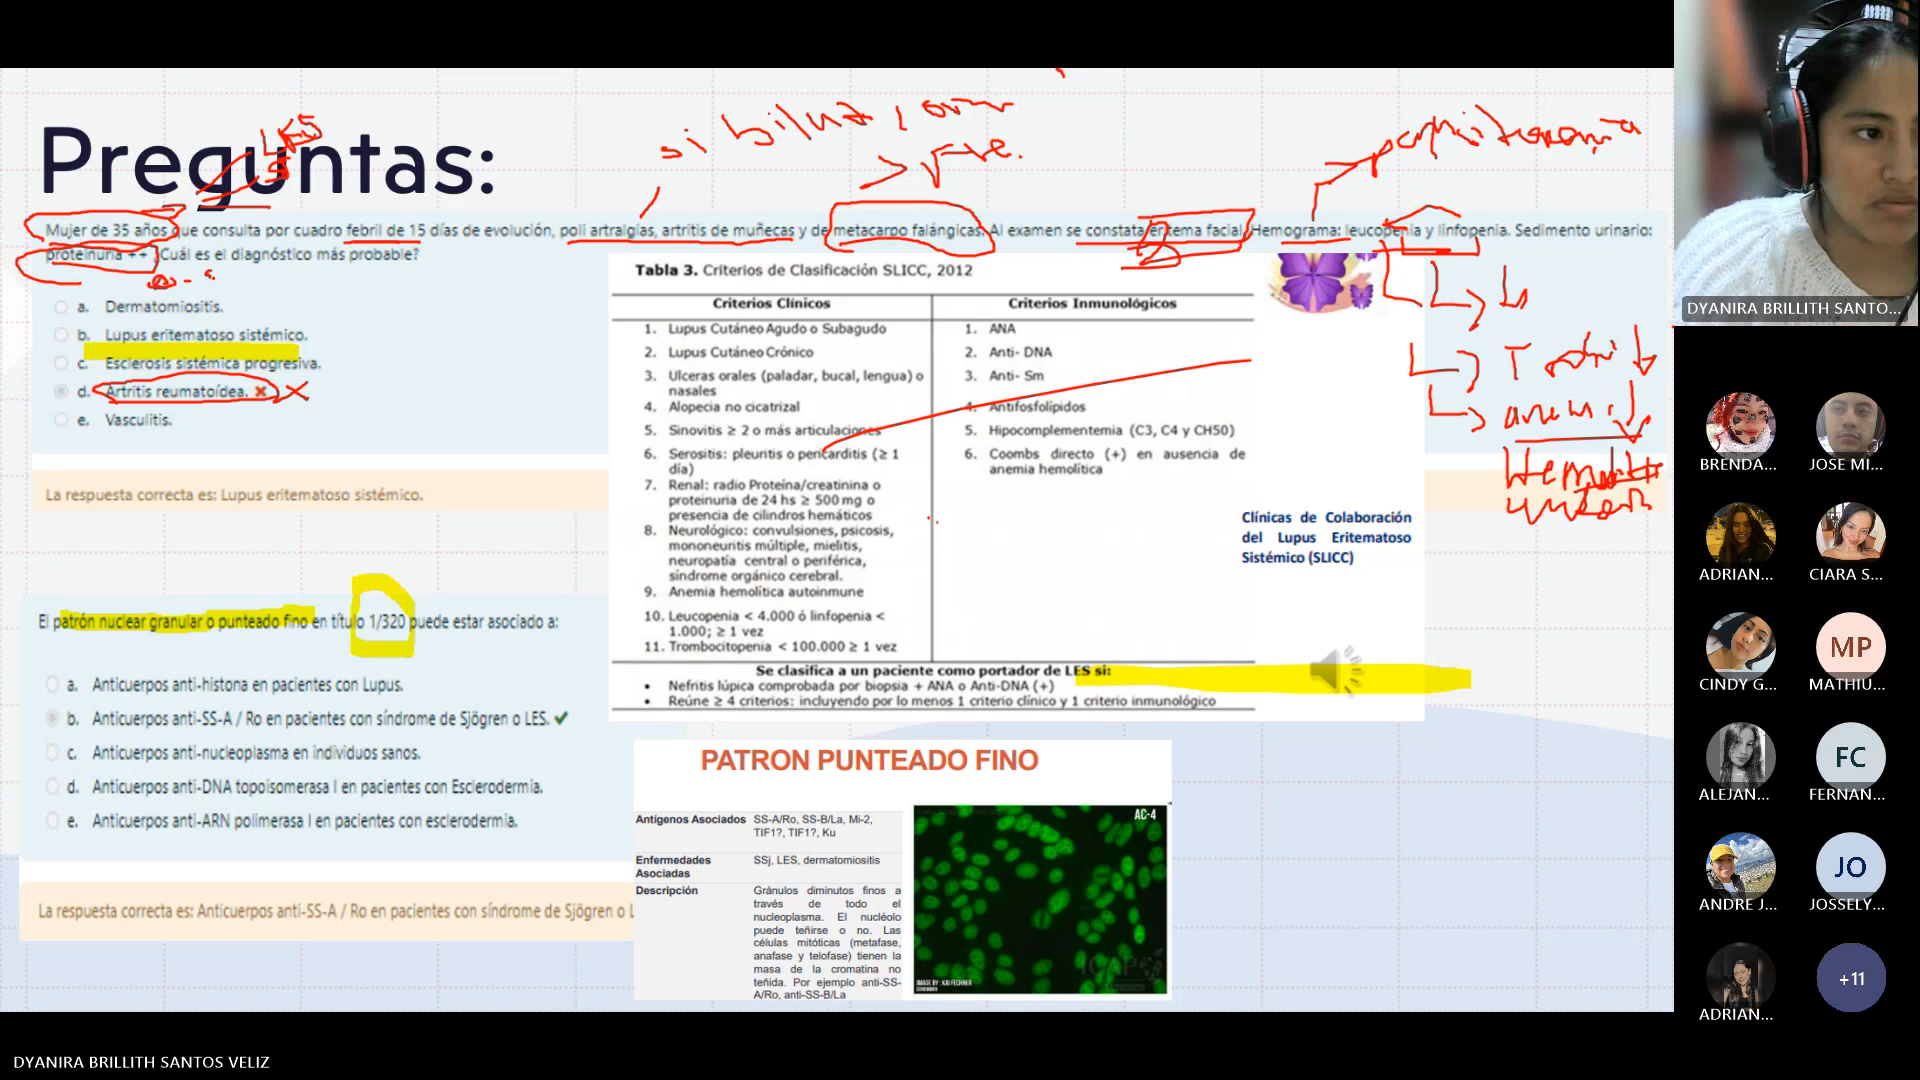 Preguntas:
Mujer de 35 años que consulta por cuadro febril de 15 días de evolución, poli artralgias, artritis de muñecas y de metacarpo falángicas. Al examen se constata eritema facial. Hemograma: leucopenia y linfopenia. Sedimento urinario:
proteinuria ++ ¿Cuál es el diagnóstico más probable?
a. Dermatomiositis.
b. Lupus eritematoso sistémico.
c. Esclerosis sistémica progresiva.
d. Artritis reumatoídea.
e. Vasculitis.
La respuesta correcta es: Lupus eritematoso sistémico.
El patrón nuclear granular o punteado fino en título 1/320 puede estar asociado a:
a. Anticuerpos anti-histona en pacientes con Lupus.
b. Anticuerpos anti-SS-A / Ro en pacientes con síndrome de Sjögren o LES.
c. Anticuerpos anti-nucleoplasma en individuos sanos.
d. Anticuerpos anti-DNA topoisomerasa I en pacientes con Esclerodermia.
e. Anticuerpos anti-ARN polimerasa I en pacientes con esclerodermia.
La respuesta correcta es: Anticuerpos anti-SS-A / Ro en pacientes con síndrome de Sjögren o L
Tabla 3. Criterios de Clasificación SLICC, 2012
Criterios Clínicos
1. Lupus Cutáneo Agudo o Subagudo
2. Lupus Cutáneo Crónico
3. Ulceras orales (paladar, bucal, lengua) o
nasales
4. Alopecia no cicatrizal
5. Sinovitis ≥ 2 o más articulaciones
6. Serositis: pleuritis o pericarditis (≥ 1
día)
7. Renal: radio Proteína/creatinina o
proteinuria de 24 hs ≥ 500 mg o
presencia de cilindros hemáticos
8. Neurológico: convulsiones, psicosis,
mononeuritis múltiple, mielitis,
neuropatía central o periférica,
síndrome orgánico cerebral.
9. Anemia hemolítica autoinmune
10. Leucopenia < 4.000 ó linfopenia <
1.000; ≥ 1 vez
11. Trombocitopenia < 100.000 ≥ 1 vez
Criterios Inmunológicos
1. ANA
2. Anti- DNA
3. Anti- Sm
4. Antifosfolípidos
5. Hipocomplementemia (C3, C4 y CH50)
6. Coombs directo (+) en ausencia de
anemia hemolítica
Se clasifica a un paciente como portador de LES si:
• Nefritis lúpica comprobada por biopsia + ANA o Anti-DNA (+)
• Reúne ≥ 4 criterios: incluyendo por lo menos 1 criterio clínico y 1 criterio inmunológico
Clínicas de Colaboración
del Lupus Eritematoso
Sistémico (SLICC)
PATRON PUNTEADO FINO
Antígenos Asociados SS-A/Ro, SS-B/La, Mi-2,
TIF1?, TIF1?, Ku
Enfermedades Asociadas SSj, LES, dermatomiositis
Descripción Gránulos diminutos finos a
través de todo el
nucleoplasma. El nucléolo
puede teñirse o no. Las
células mitóticas (metafase,
anafase y telofase) tienen la
masa de la cromatina no
teñida. Por ejemplo anti-SS-
A/Ro, anti-SS-B/La
AC-4
DYANIRA BRILLITH SANTO...
BRENDA...
JOSE MI...
ADRIAN...
CIARA S...
CINDY G...
MP
MATHIU...
ALEJAN...
FC
FERNAN...
ANDRE J...
JO
JOSSELY...
ADRIAN...
+11
DYANIRA BRILLITH SANTOS VELIZ